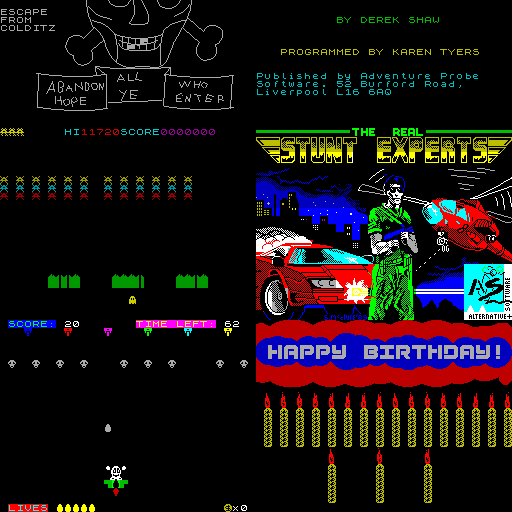 ESCAPE
FROM
COLDITZ
ABANDON
HOPE
ALL
YE
WHO
ENTER
BY DEREK SHAW
PROGRAMMED BY KAREN TYERS
Published by Adventure Probe
Software. 52 Burford Road,
Liverpool L16 6AQ
HI11720SCORE0000000
SCORE: 20 TIME LEFT: 62
LIVES x0
THE REAL
STUNT EXPERTS
AS
SOFTWARE
ALTERNATIVE+
HAPPY BIRTHDAY!